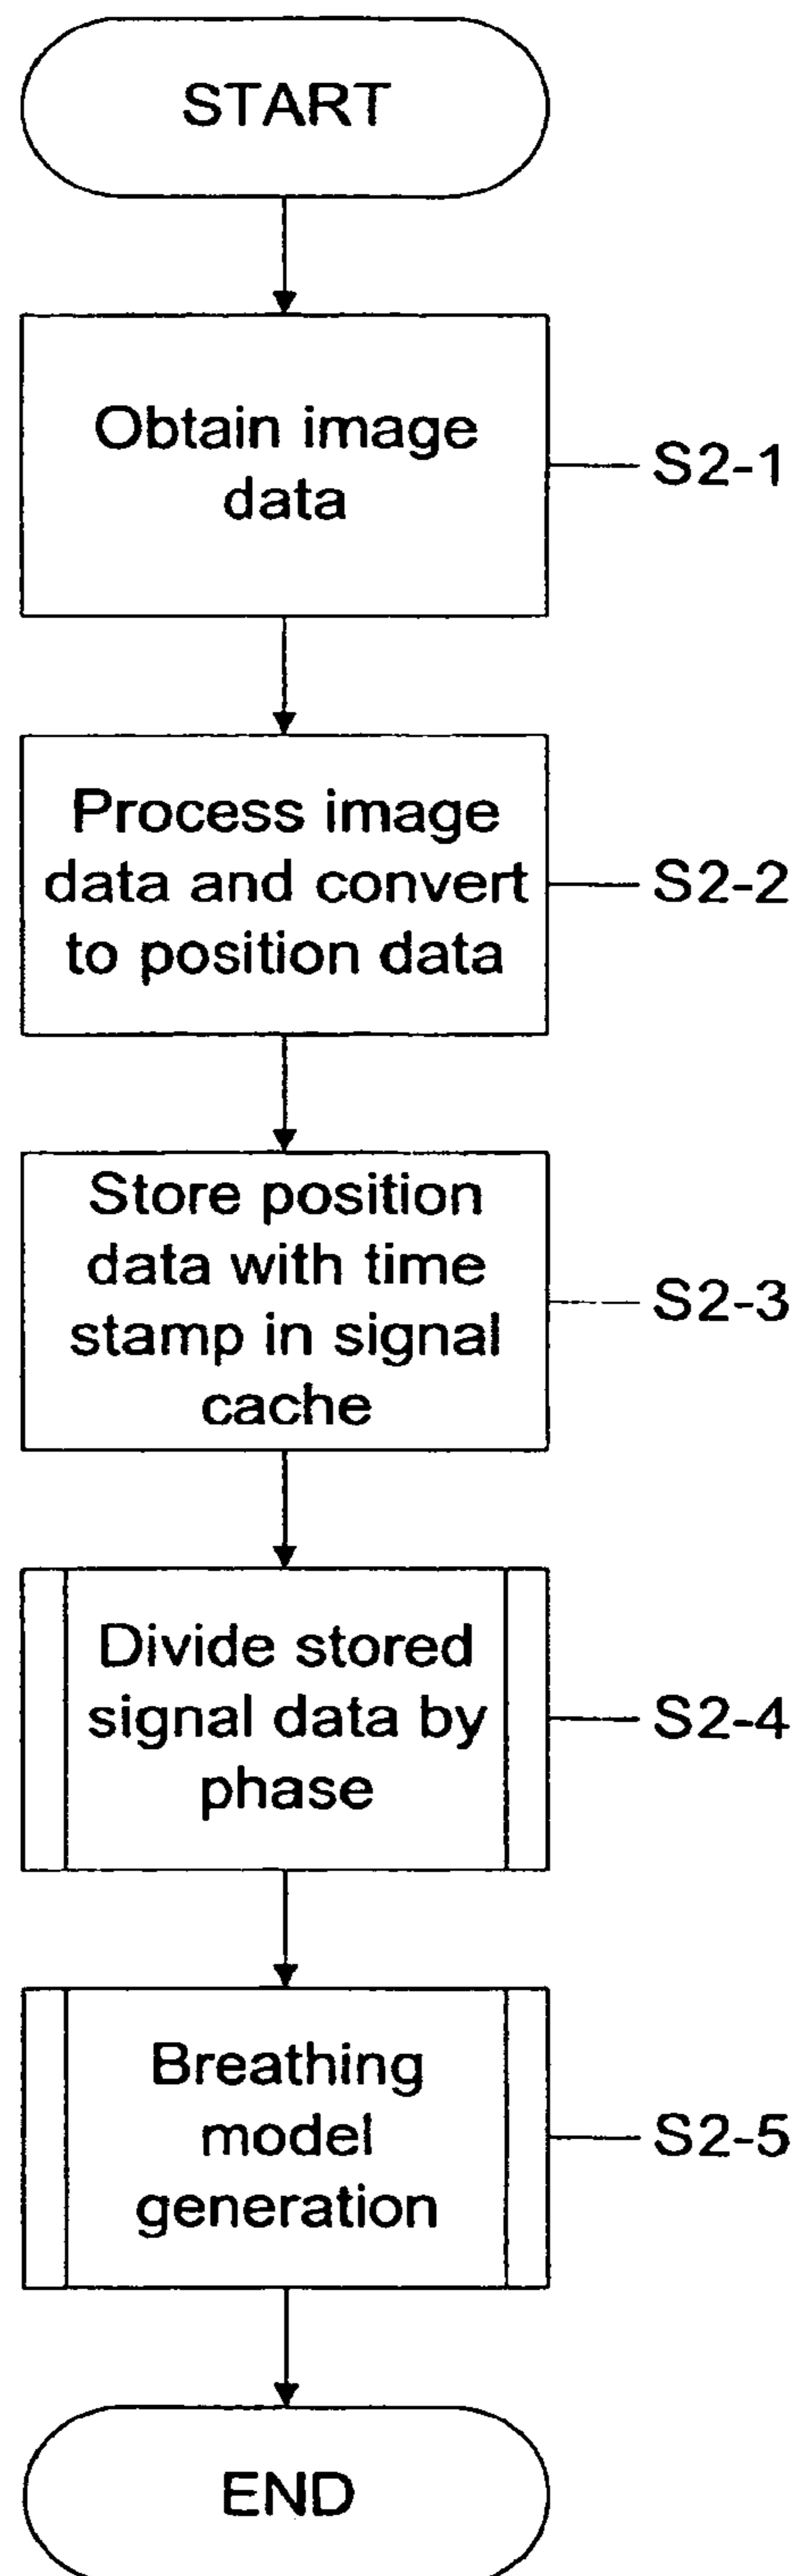 START
Obtain image
data
S2-1
Process image
data and convert
to position data
S2-2
Store position
data with time
stamp in signal
cache
S2-3
Divide stored
signal data by
phase
S2-4
Breathing
model
generation
S2-5
END